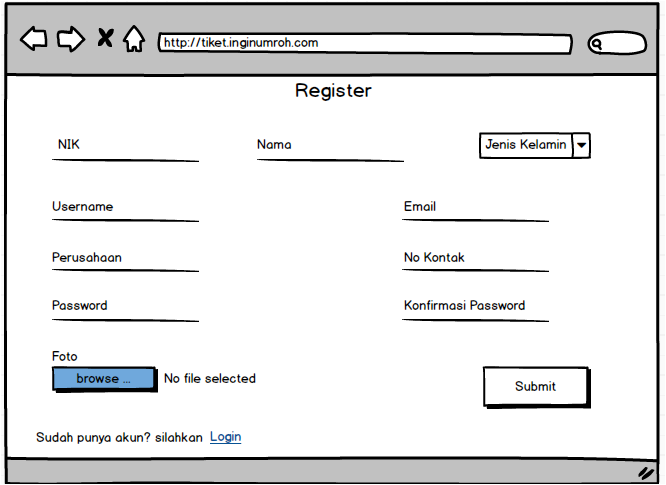 http://tiket.inginumroh.com
Register
NIK
Nama
Jenis Kelamin
Username
Email
Perusahaan
No Kontak
Password
Konfirmasi Password
Foto
browse ...
No file selected
Submit
Sudah punya akun? silahkan Login